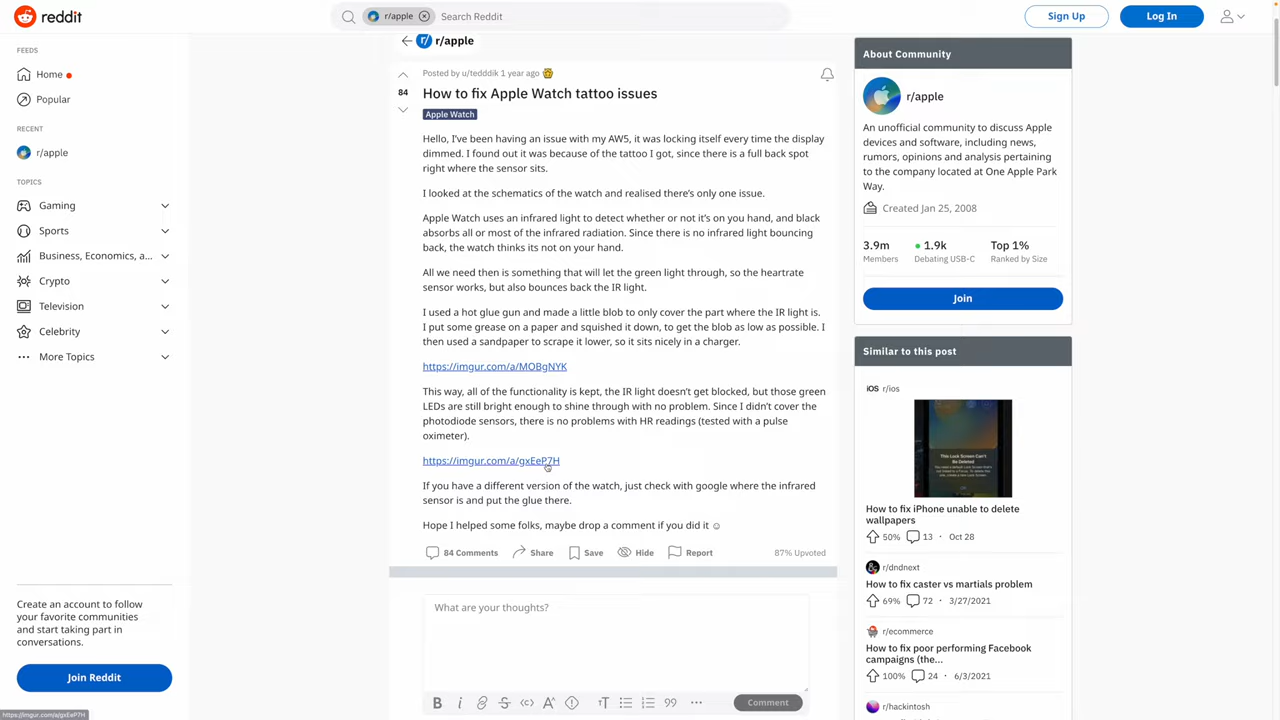 reddit
r/apple
Search Reddit
Sign Up
Log In
FEEDS
Home
Popular
RECENT
r/apple
TOPICS
Gaming
Sports
Business, Economics, a...
Crypto
Television
Celebrity
More Topics
Create an account to follow
your favorite communities
and start taking part in
conversations.
Join Reddit
https://imgur.com/a/gxEeP7H
r/ r/apple
Posted by u/tedddik 1 year ago
84
How to fix Apple Watch tattoo issues
Apple Watch
Hello, I've been having an issue with my AW5, it was locking itself every time the display
dimmed. I found out it was because of the tattoo I got, since there is a full back spot
right where the sensor sits.
I looked at the schematics of the watch and realised there's only one issue.
Apple Watch uses an infrared light to detect whether or not it's on you hand, and black
absorbs all or most of the infrared radiation. Since there is no infrared light bouncing
back, the watch thinks its not on your hand.
All we need then is something that will let the green light through, so the heartrate
sensor works, but also bounces back the IR light.
I used a hot glue gun and made a little blob to only cover the part where the IR light is.
I put some grease on a paper and squished it down, to get the blob as low as possible. I
then used a sandpaper to scrape it lower, so it sits nicely in a charger.
https://imgur.com/a/MOBgNYK
This way, all of the functionality is kept, the IR light doesn't get blocked, but those green
LEDs are still bright enough to shine through with no problem. Since I didn't cover the
photodiode sensors, there is no problems with HR readings (tested with a pulse
oximeter).
https://imgur.com/a/gxEeP7H
If you have a different version of the watch, just check with google where the infrared
sensor is and put the glue there.
Hope I helped some folks, maybe drop a comment if you did it ☺
84 Comments Share Save Hide Report 87% Upvoted
What are your thoughts?
Comment
About Community
r/apple
An unofficial community to discuss Apple
devices and software, including news,
rumors, opinions and analysis pertaining
to the company located at One Apple Park
Way.
Created Jan 25, 2008
3.9m 1.9k Top 1%
Members Debating USB-C Ranked by Size
Join
Similar to this post
iOS r/ios
This Lock Screen Can't
Be Deleted
How to fix iPhone unable to delete
wallpapers
50% 13 · Oct 28
r/dndnext
How to fix caster vs martials problem
69% 72 · 3/27/2021
r/ecommerce
How to fix poor performing Facebook
campaigns (the...
100% 24 · 6/3/2021
r/hackintosh